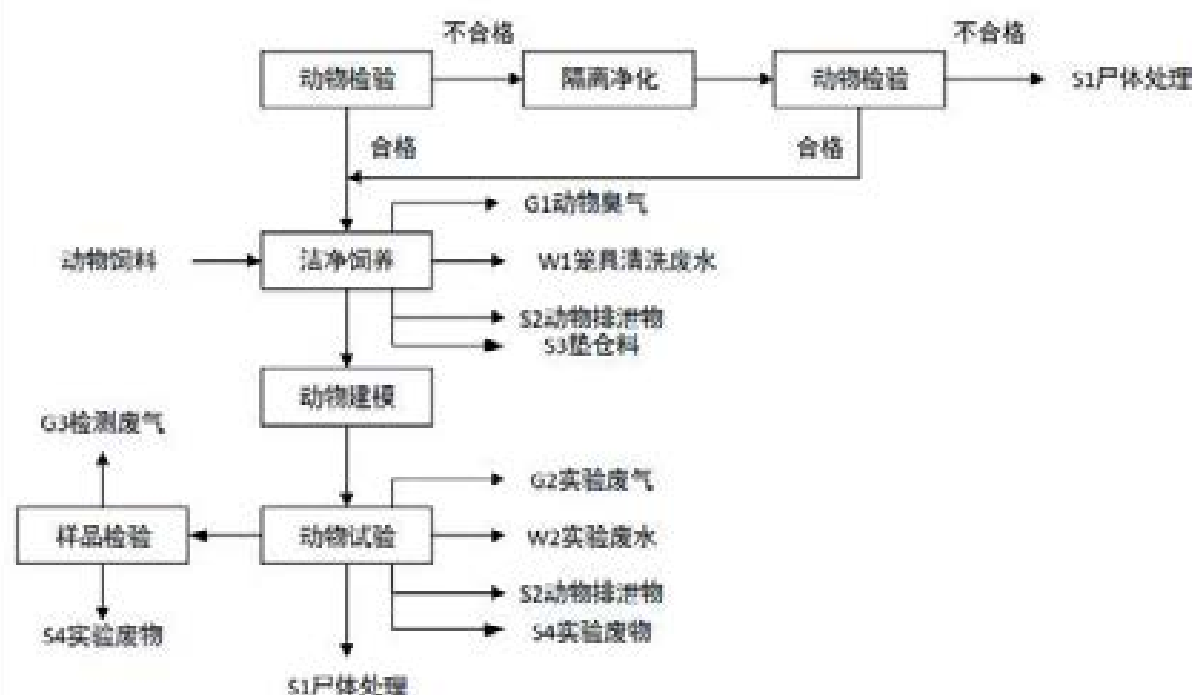 不合格
不合格
动物检验
隔离净化
动物检验
S1尸体处理
合格
合格
G1动物臭气
动物饲料
洁净饲养
W1笼具清洗废水
S2动物排泄物
S3垫仓料
动物建模
G3检测废气
G2实验废气
样品检验
动物试验
W2实验废水
S2动物排泄物
S4实验废物
S4实验废物
S1尸体处理